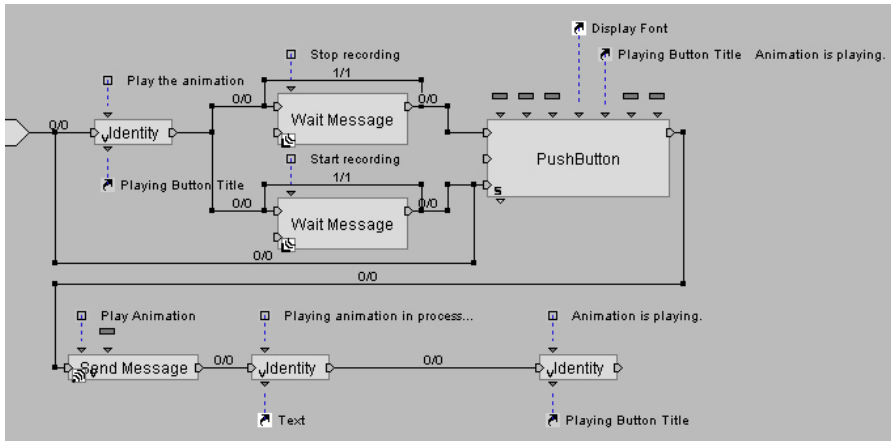 Display Font
Stop recording
Playing Button Title Animation is playing.
1/1
Play the animation
0/0
0/0
0/0
Identity
Wait Message
Start recording
PushButton
1/1
Playing Button Title
0/0
0/0
S
Wait Message
0/0
0/0
Play Animation
Playing animation in process...
Animation is playing.
Send Message
0/0
Identity
0/0
Identity
Text
Playing Button Title